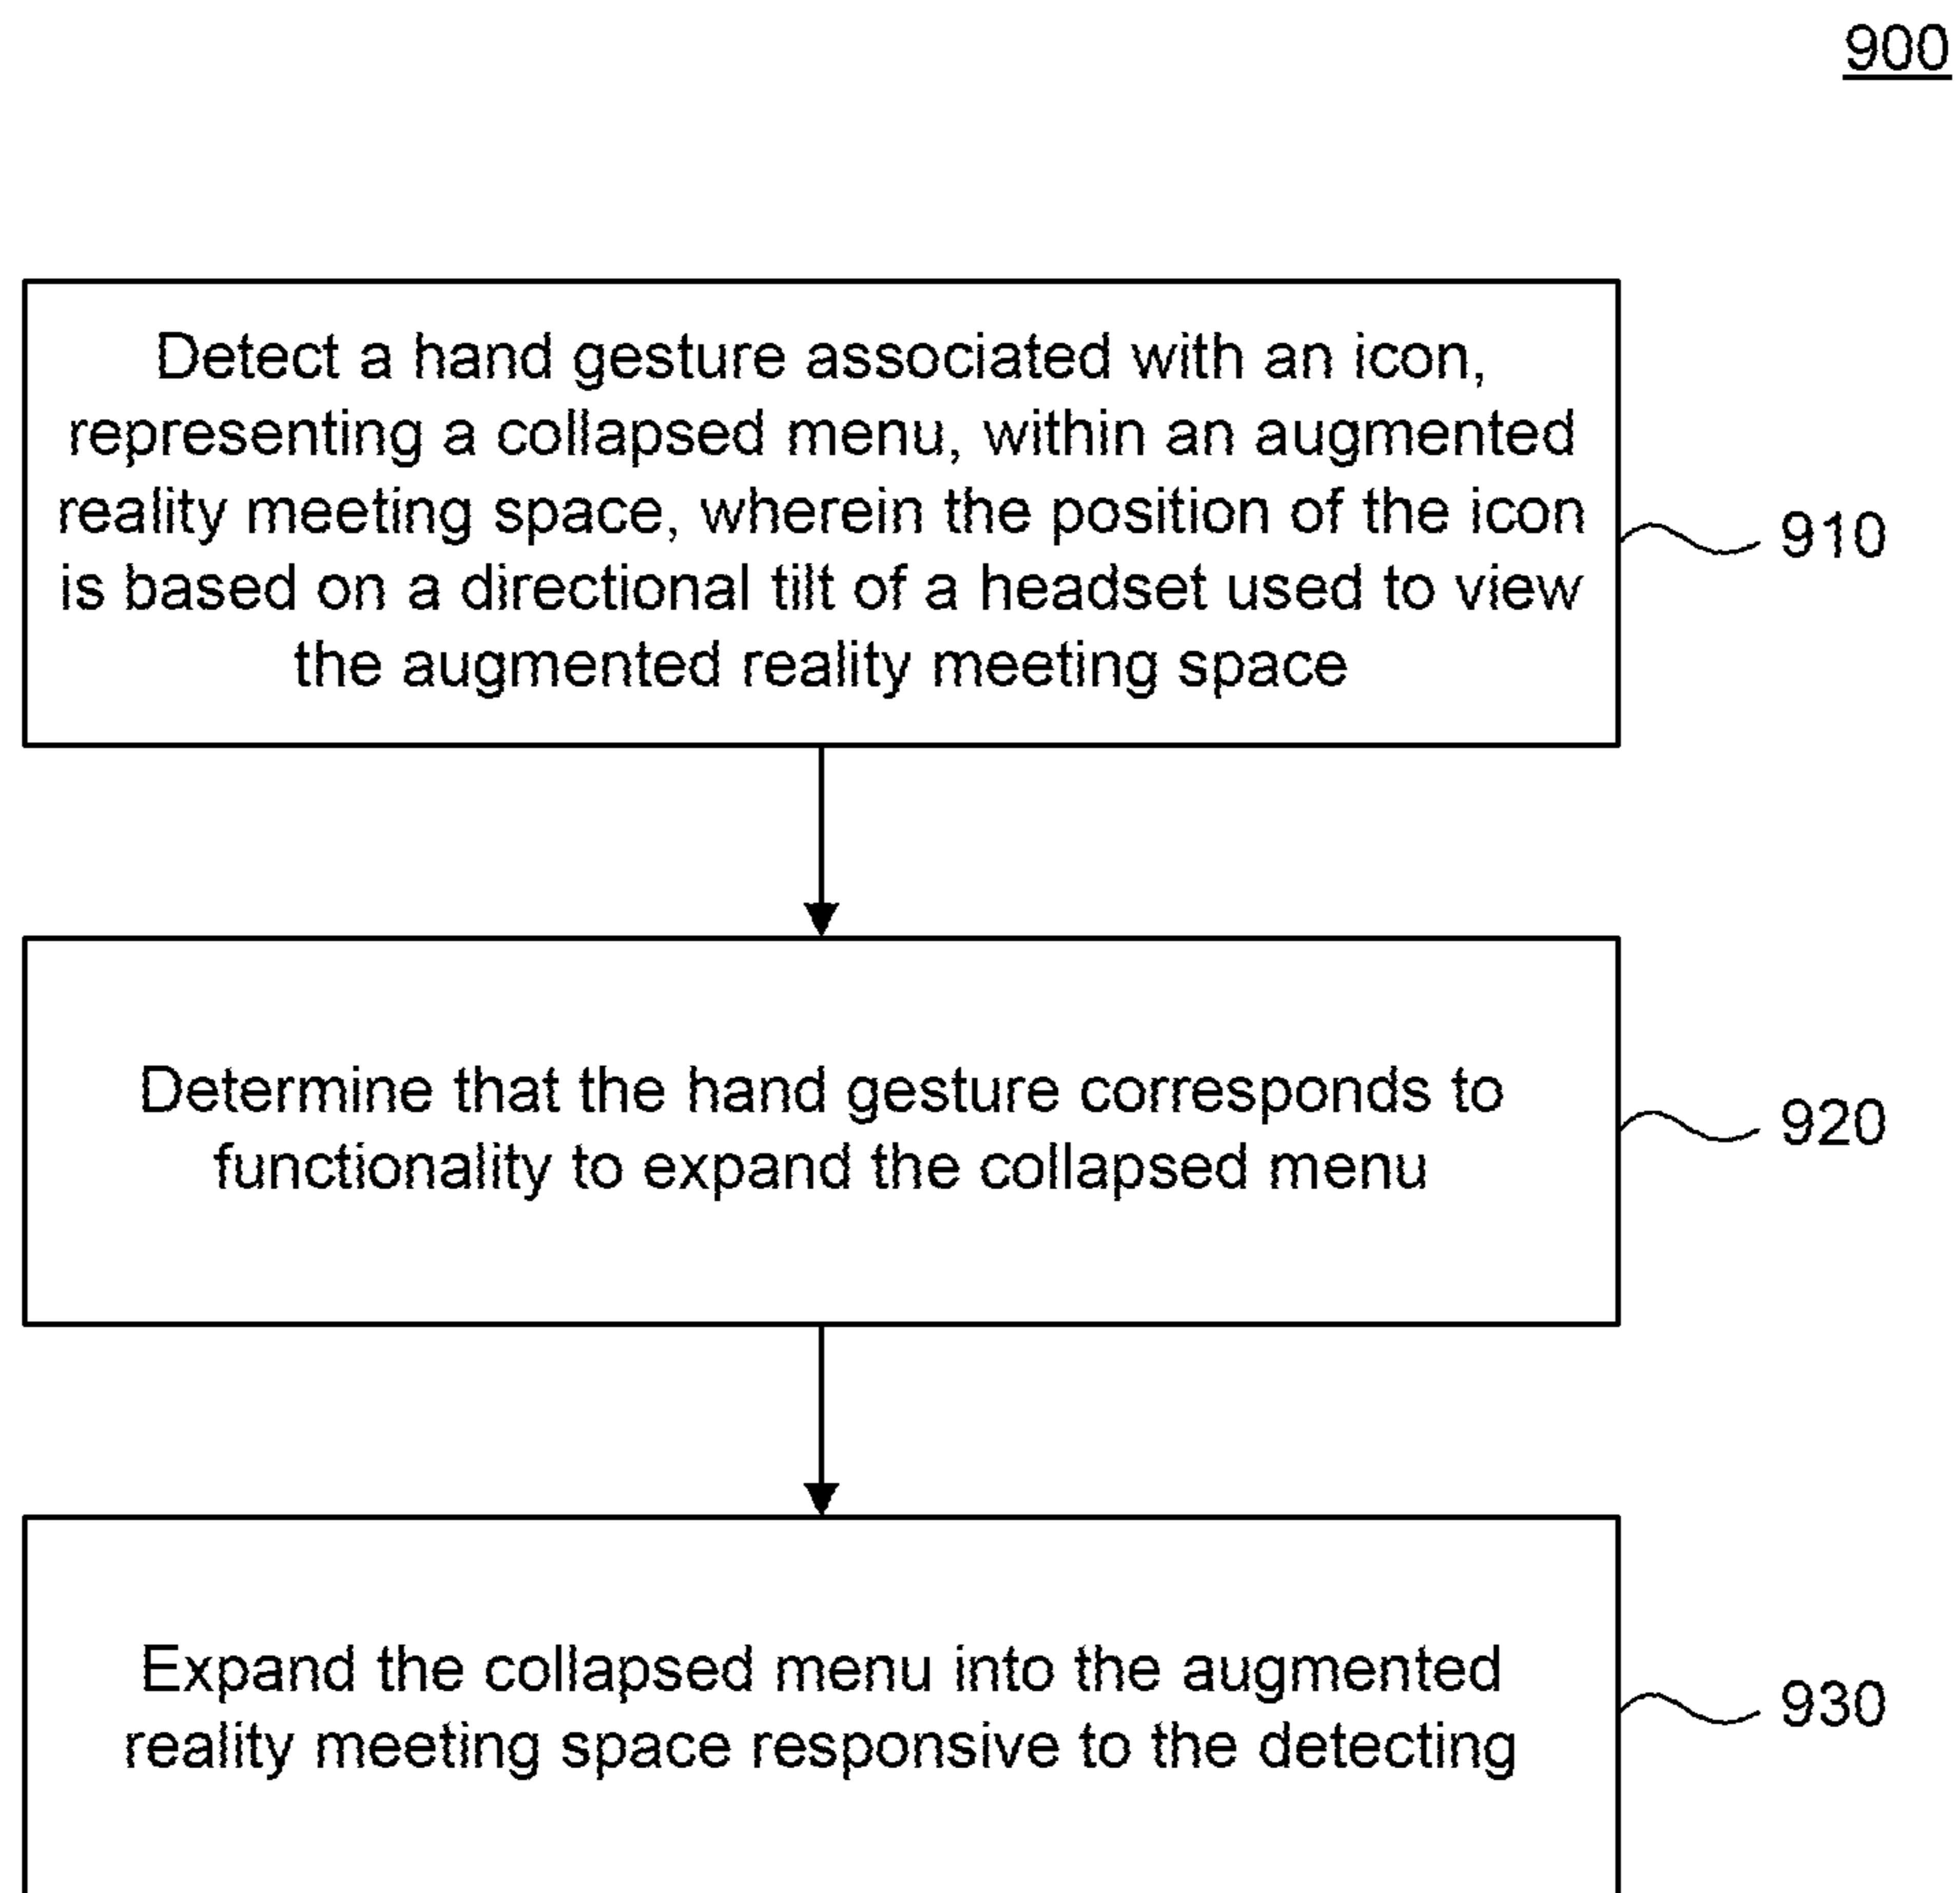 900
Detect a hand gesture associated with an icon,
representing a collapsed menu, within an augmented
reality meeting space, wherein the position of the icon
is based on a directional tilt of a headset used to view
the augmented reality meeting space
910
Determine that the hand gesture corresponds to
functionality to expand the collapsed menu
920
Expand the collapsed menu into the augmented
reality meeting space responsive to the detecting
930